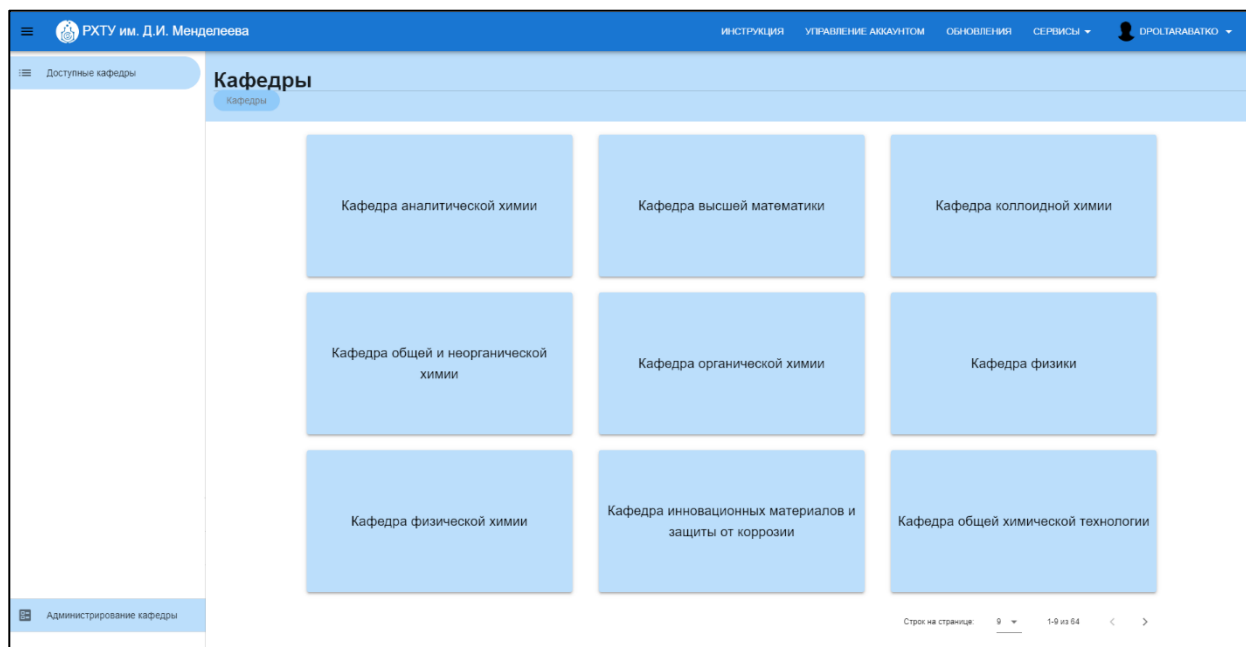 РХТУ им. Д.И. Менделеева
ИНСТРУКЦИЯ
УПРАВЛЕНИЕ АККАУНТОМ
ОБНОВЛЕНИЯ
СЕРВИСЫ
DPOLTARABATKO
Доступные кафедры
Кафедры
Кафедры
Кафедра аналитической химии
Кафедра высшей математики
Кафедра коллоидной химии
Кафедра общей и неорганической
химии
Кафедра органической химии
Кафедра физики
Кафедра физической химии
Кафедра инновационных материалов и
защиты от коррозии
Кафедра общей химической технологии
Администрирование кафедры
Строк на странице: 9 1-9 из 64